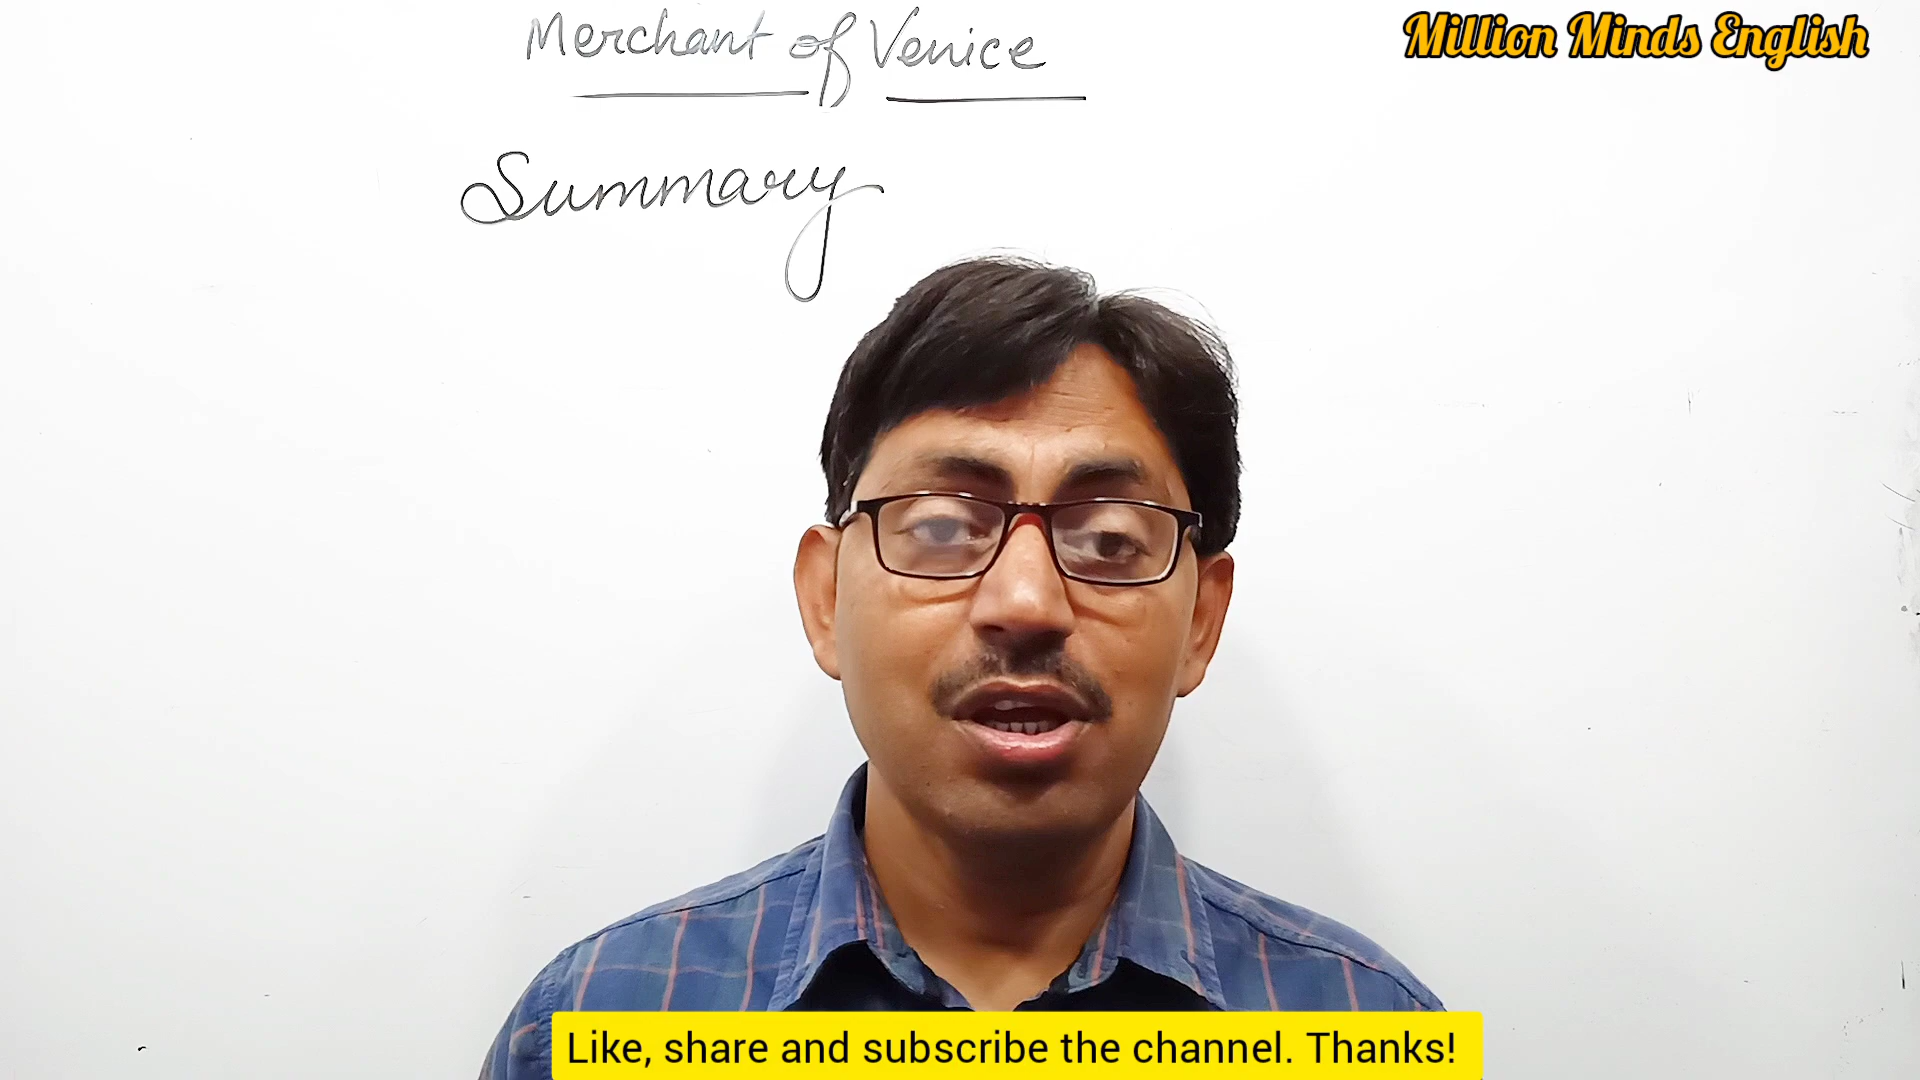 Merchant of Venice
Million Minds English
Summary
Like, share and subscribe the channel. Thanks!